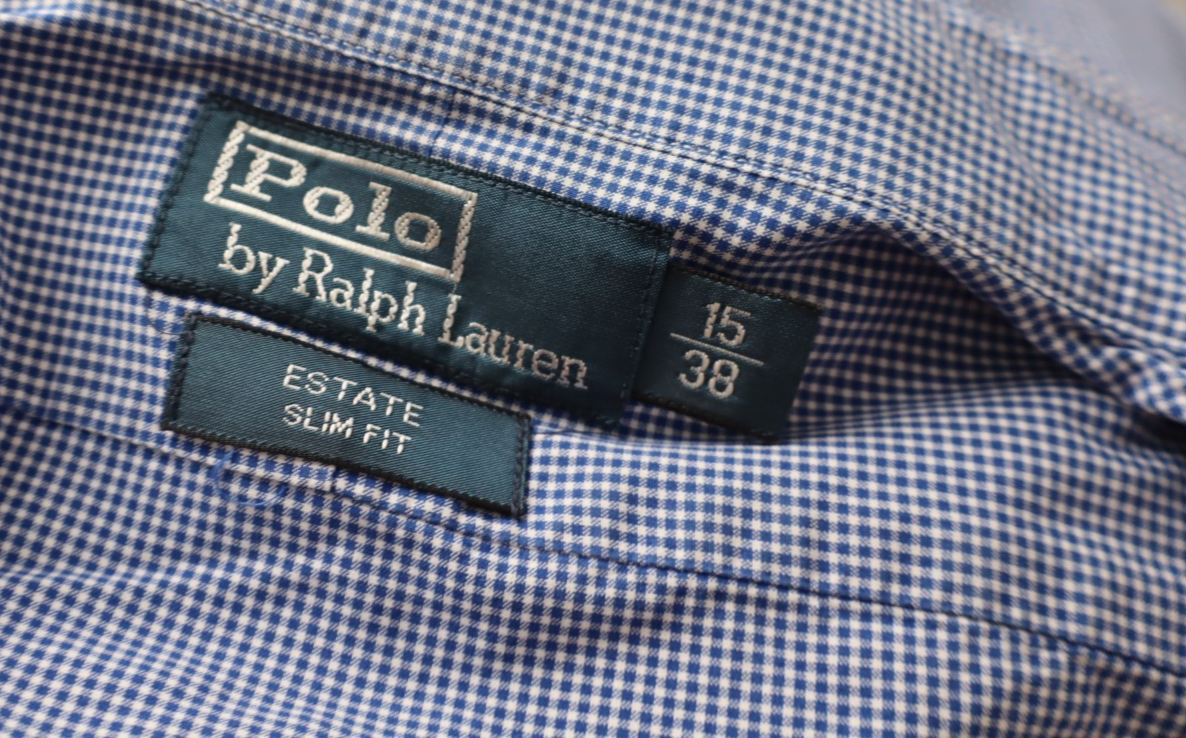 Polo
by Ralph Lauren
15
38
ESTATE
SLIM FIT